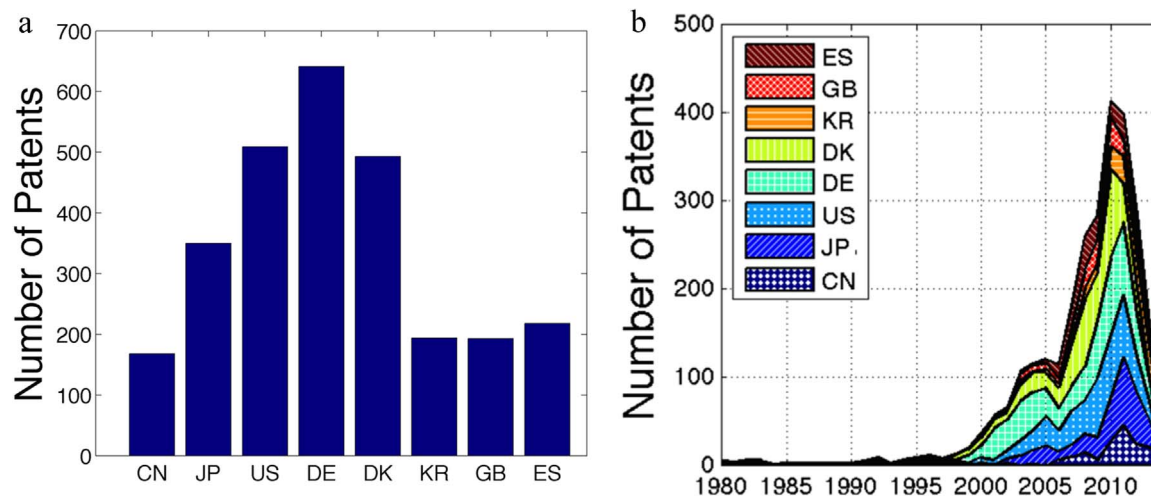 a
700
600
500
400
300
200
100
0
Number of Patents
CN JP US DE DK KR GB ES
b
500
400
300
200
100
0
Number of Patents
ES
GB
KR
DK
DE
US
JP
CN
1980 1985 1990 1995 2000 2005 2010